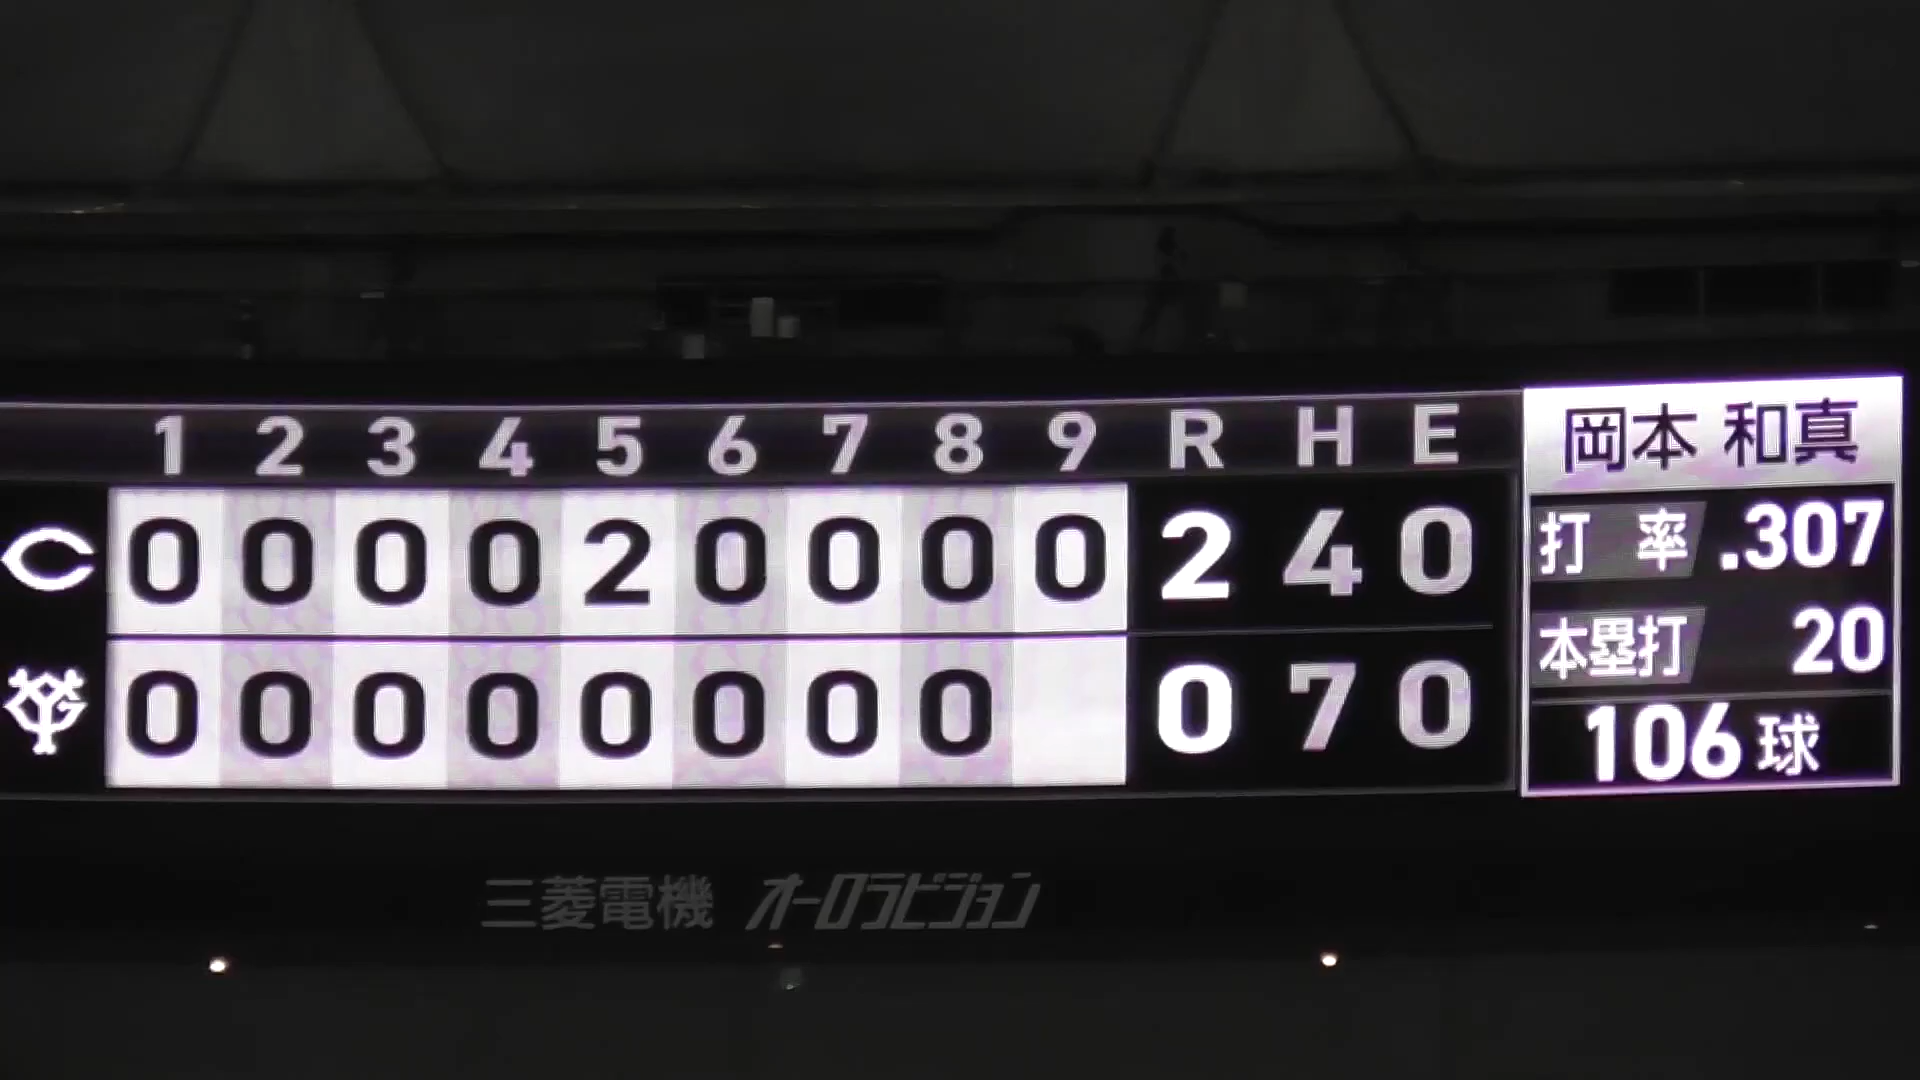 1 2 3 4 5 6 7 8 9 R H E
C 0 0 0 0 2 0 0 0 0 2 4 0
YG 0 0 0 0 0 0 0 0 0 7 0
岡本 和真
打 率 .307
本塁打 20
106球
三菱電機 オーロラビジョン